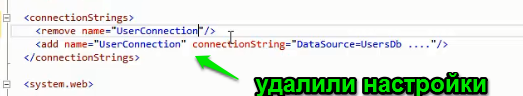 <connectionStrings>
<remove name="UserConnection"/>
<add name="UserConnection" connectionString="DataSource=UsersDb ...."/>
</connectionStrings>
<system.web>
удалили настройки